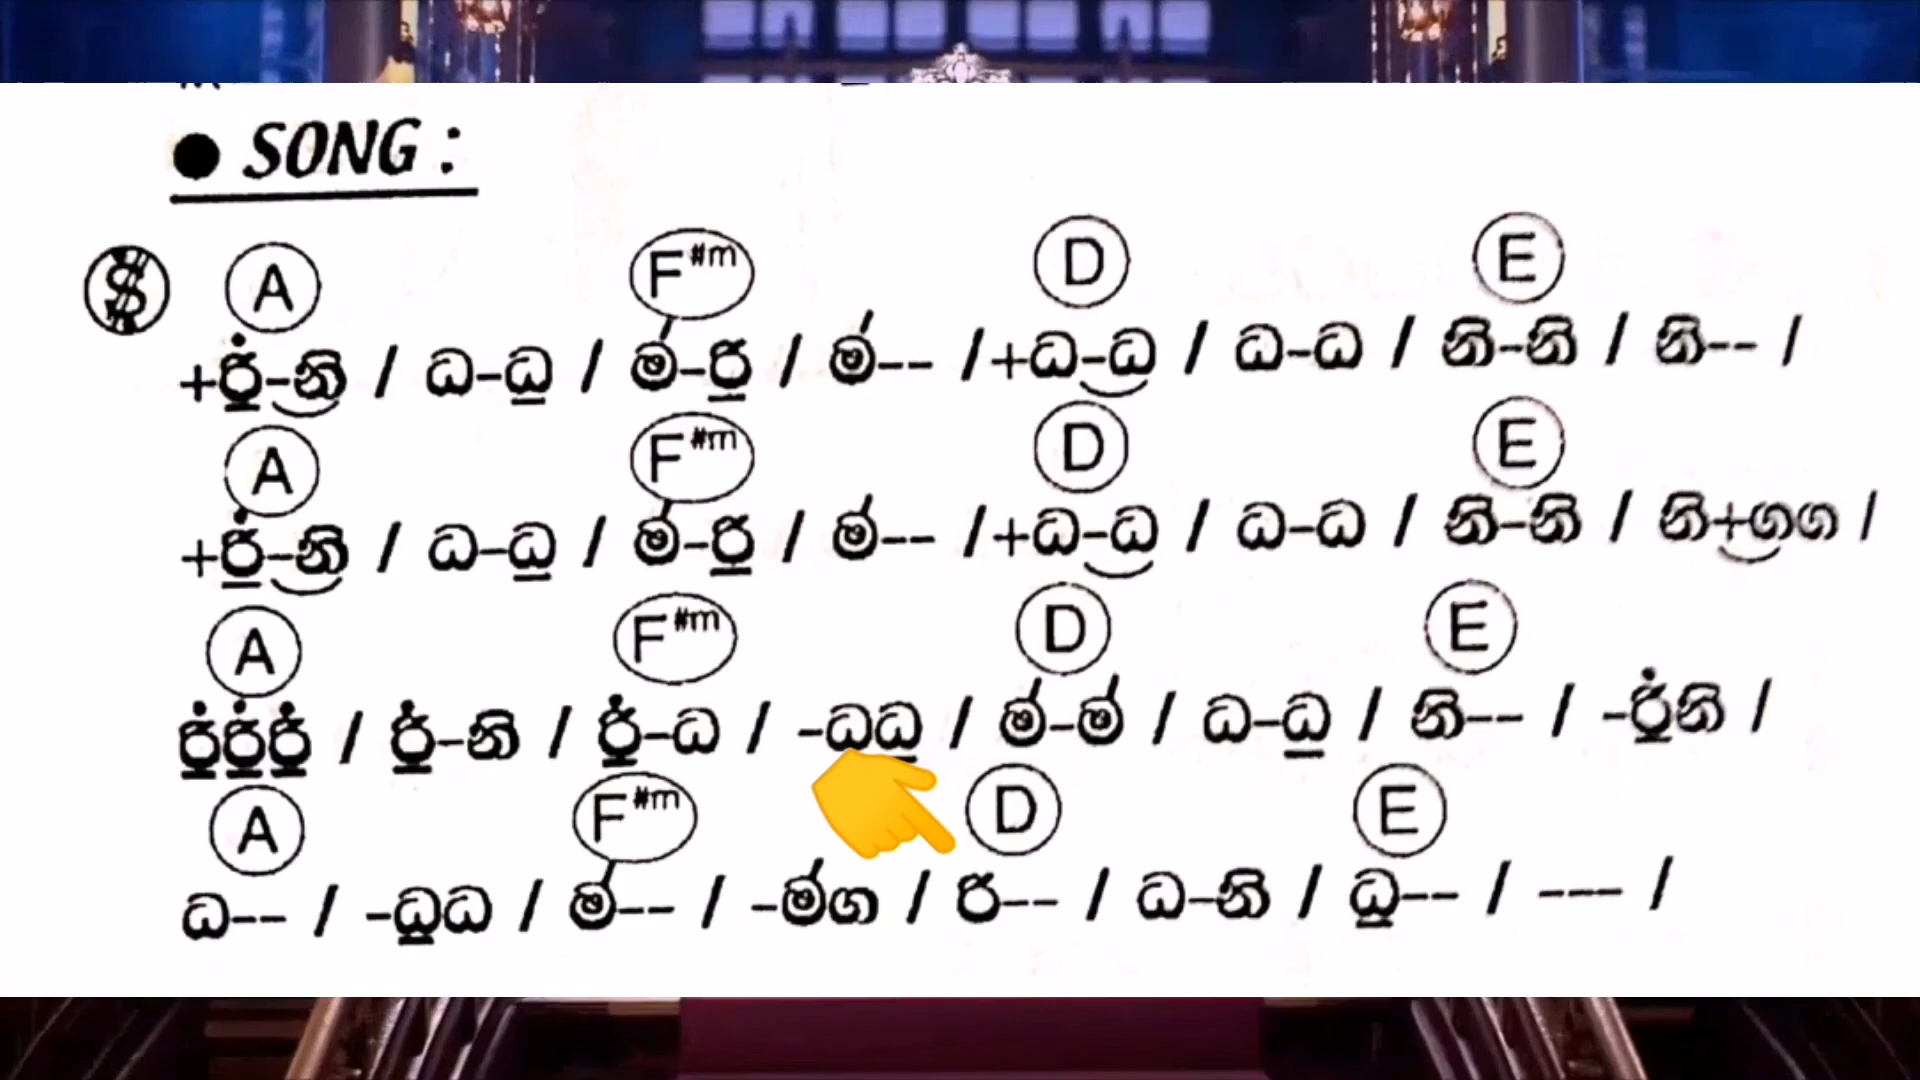 ● SONG :
$ A F#m D E
+රි̇-නි / ධ-ධ / ම්-රි / ම්-- / +ධ-ධ / ධ-ධ / නි-නි / නි-- /
A F#m D E
+රි̇-නි / ධ-ධ / ම්-රි / ම්-- / +ධ-ධ / ධ-ධ / නි-නි / නි+ගග /
A F#m D E
රි̇රි̇රි̇ / රි̇-නි / රි̇-ධ / -ධධ / ම්-ම් / ධ-ධ / නි-- / -රි̇නි /
A F#m D E
ධ-- / -ධධ / ම්-- / -ම්ග / රි-- / ධ-නි / ධ-- / --- /